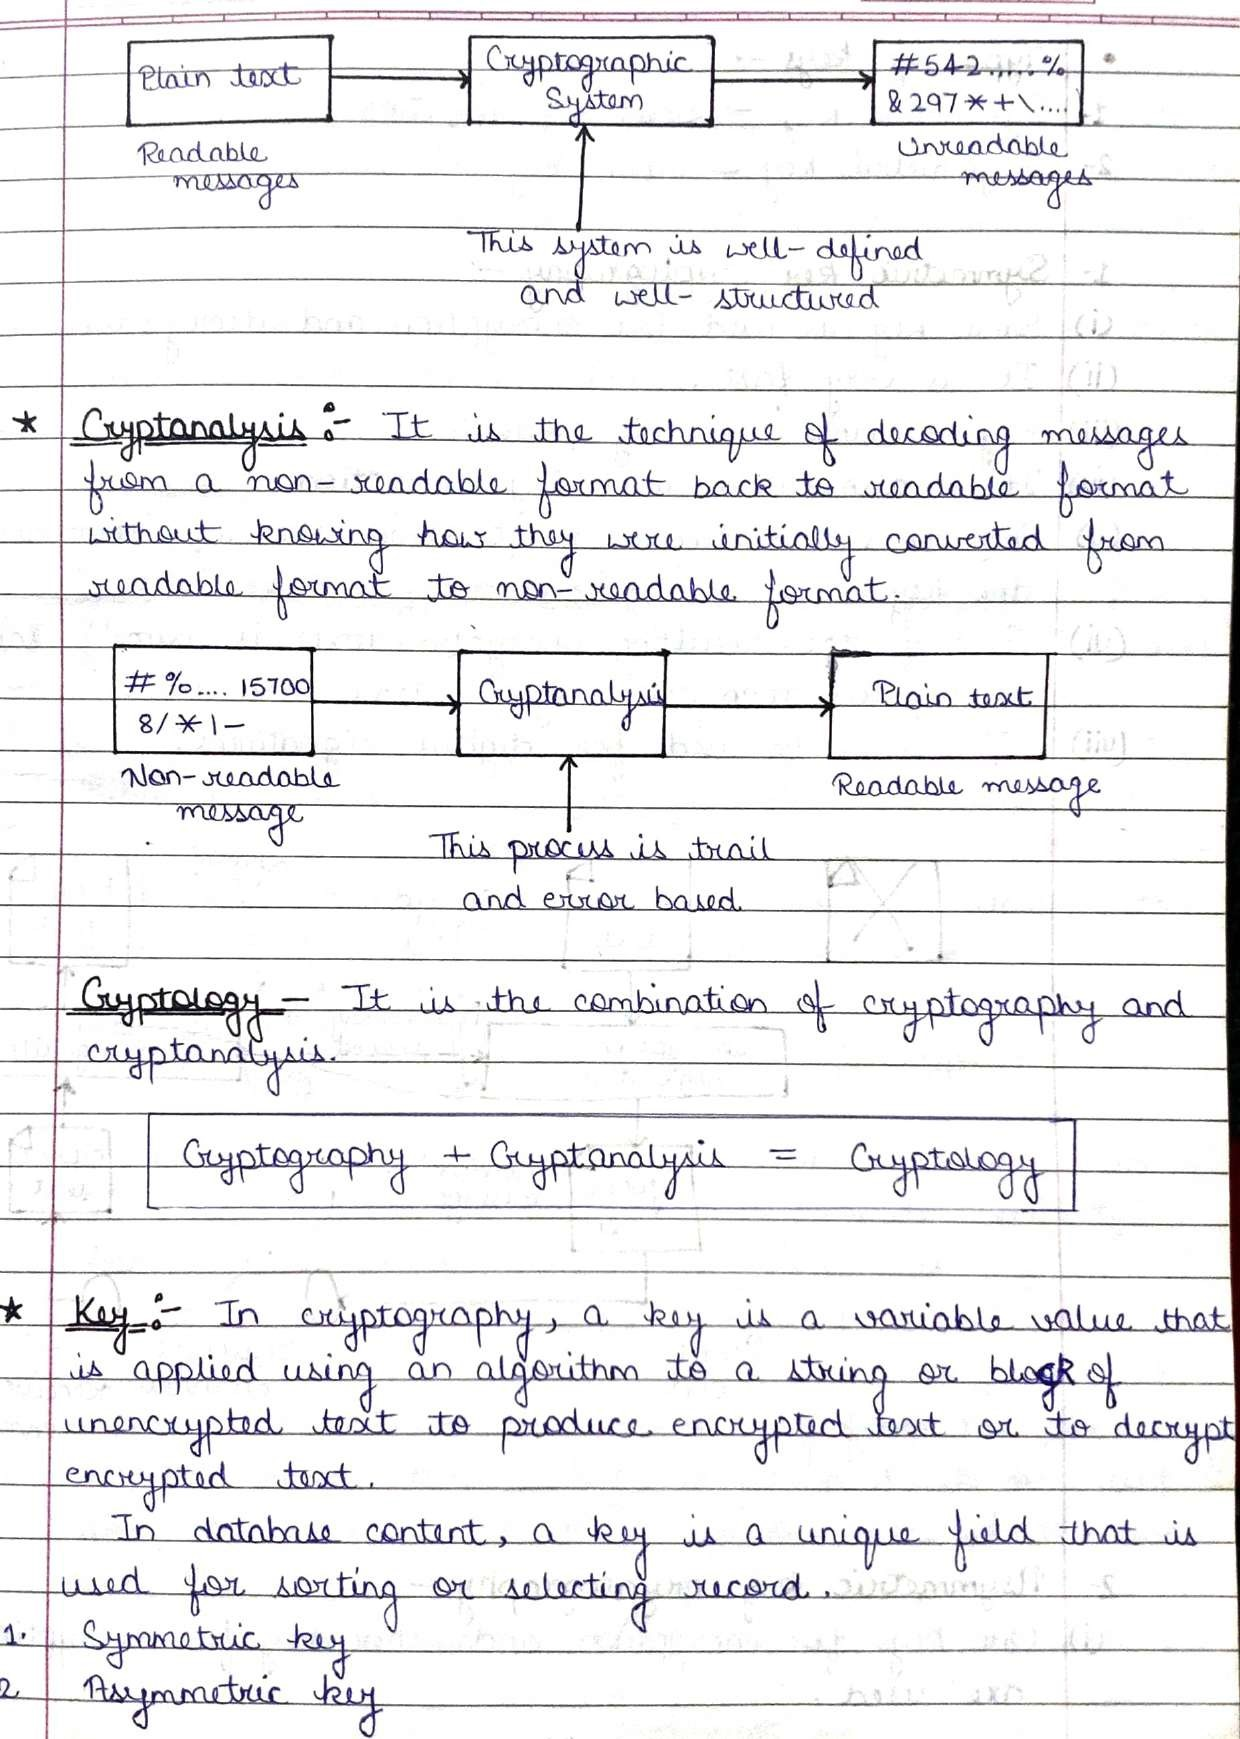 Plain text
Cryptographic
System
#542.....%
&297*+\....
Readable
messages
Unreadable
messages
This system is well-defined
and well-structured
* Cryptanalysis :- It is the technique of decoding messages
from a non-readable format back to readable format
without knowing how they were initially converted from
readable format to non-readable format.
#%.... 15700
8/*|-
Cryptanalysis
Plain text
Non-readable
message
Readable message
This process is trail
and error based
Cryptology - It is the combination of cryptography and
cryptanalysis.
Cryptography + Cryptanalysis = Cryptology
* Key :- In cryptography, a key is a variable value that
is applied using an algorithm to a string or block of
unencrypted text to produce encrypted text or to decrypt
encrypted text.
In database content, a key is a unique field that is
used for sorting or selecting record.
1. Symmetric key
2 Asymmetric key